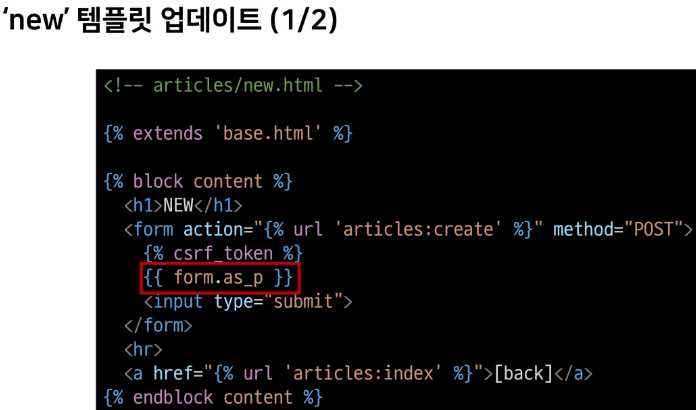 ‘new’ 템플릿 업데이트 (1/2)
<!-- articles/new.html -->
{% extends 'base.html' %}
{% block content %}
<h1>NEW</h1>
<form action="{% url 'articles:create' %}" method="POST">
{% csrf_token %}
{{ form.as_p }}
<input type="submit">
</form>
<hr>
<a href="{% url 'articles:index' %}">[back]</a>
{% endblock content %}